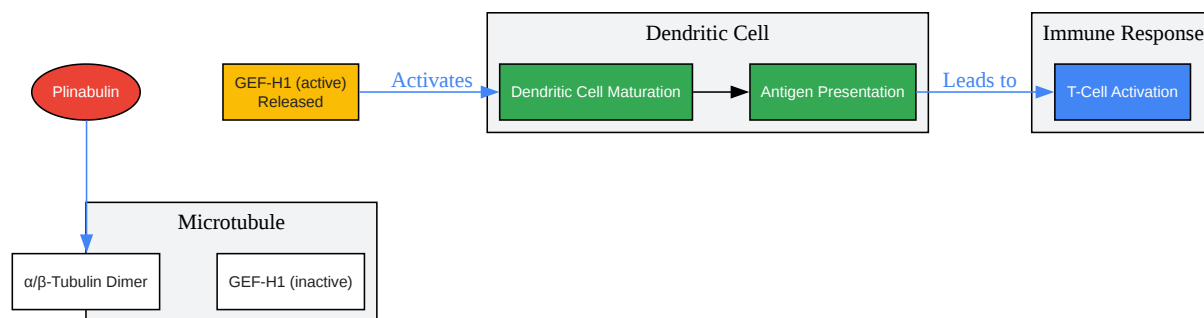 Dendritic Cell
Immune Response
Plinabulin
GEF-H1 (active)
Released
Activates
Dendritic Cell Maturation
Antigen Presentation
Leads to
T-Cell Activation
Microtubule
α/β-Tubulin Dimer
GEF-H1 (inactive)